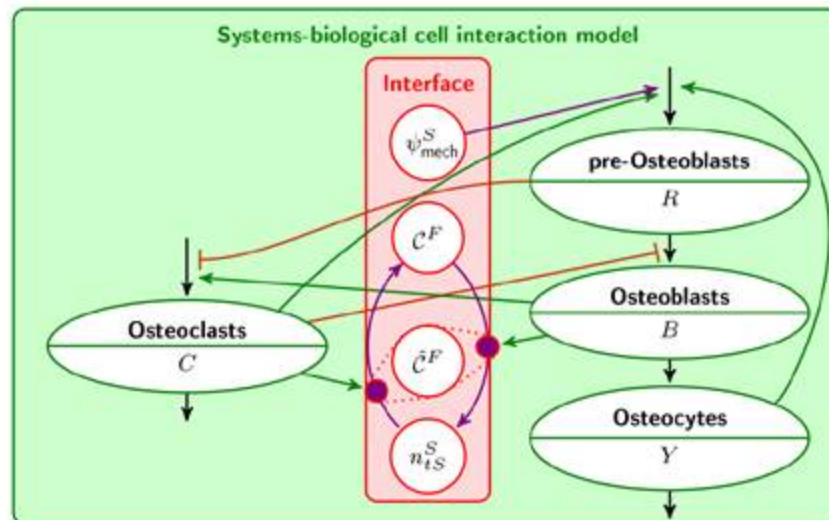 Systems-biological cell interaction model
Interface
ψ^S_mech
pre-Osteoblasts
R
𝒞^F
Osteoblasts
B
Osteoclasts
C
𝒞̂^F
Osteocytes
Y
n^S_tS